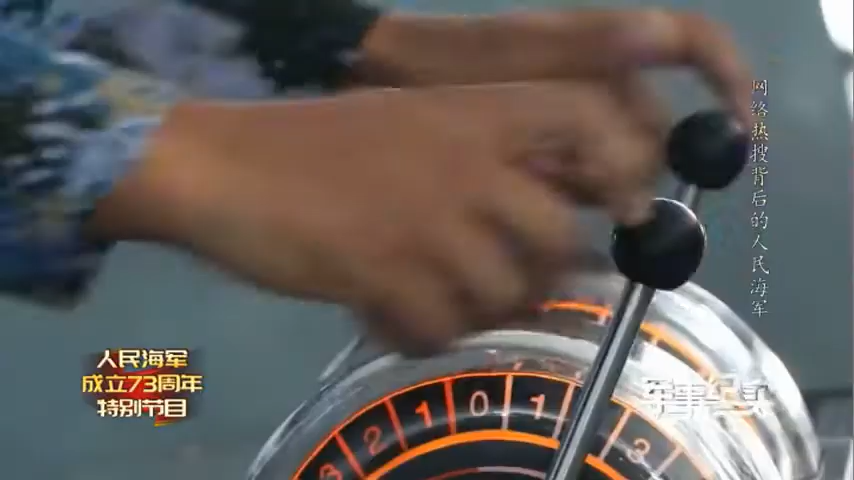 网络热搜背后的人民海军
人民海军
成立73周年
特别节目
军事纪实
3 2 1 0 1
3